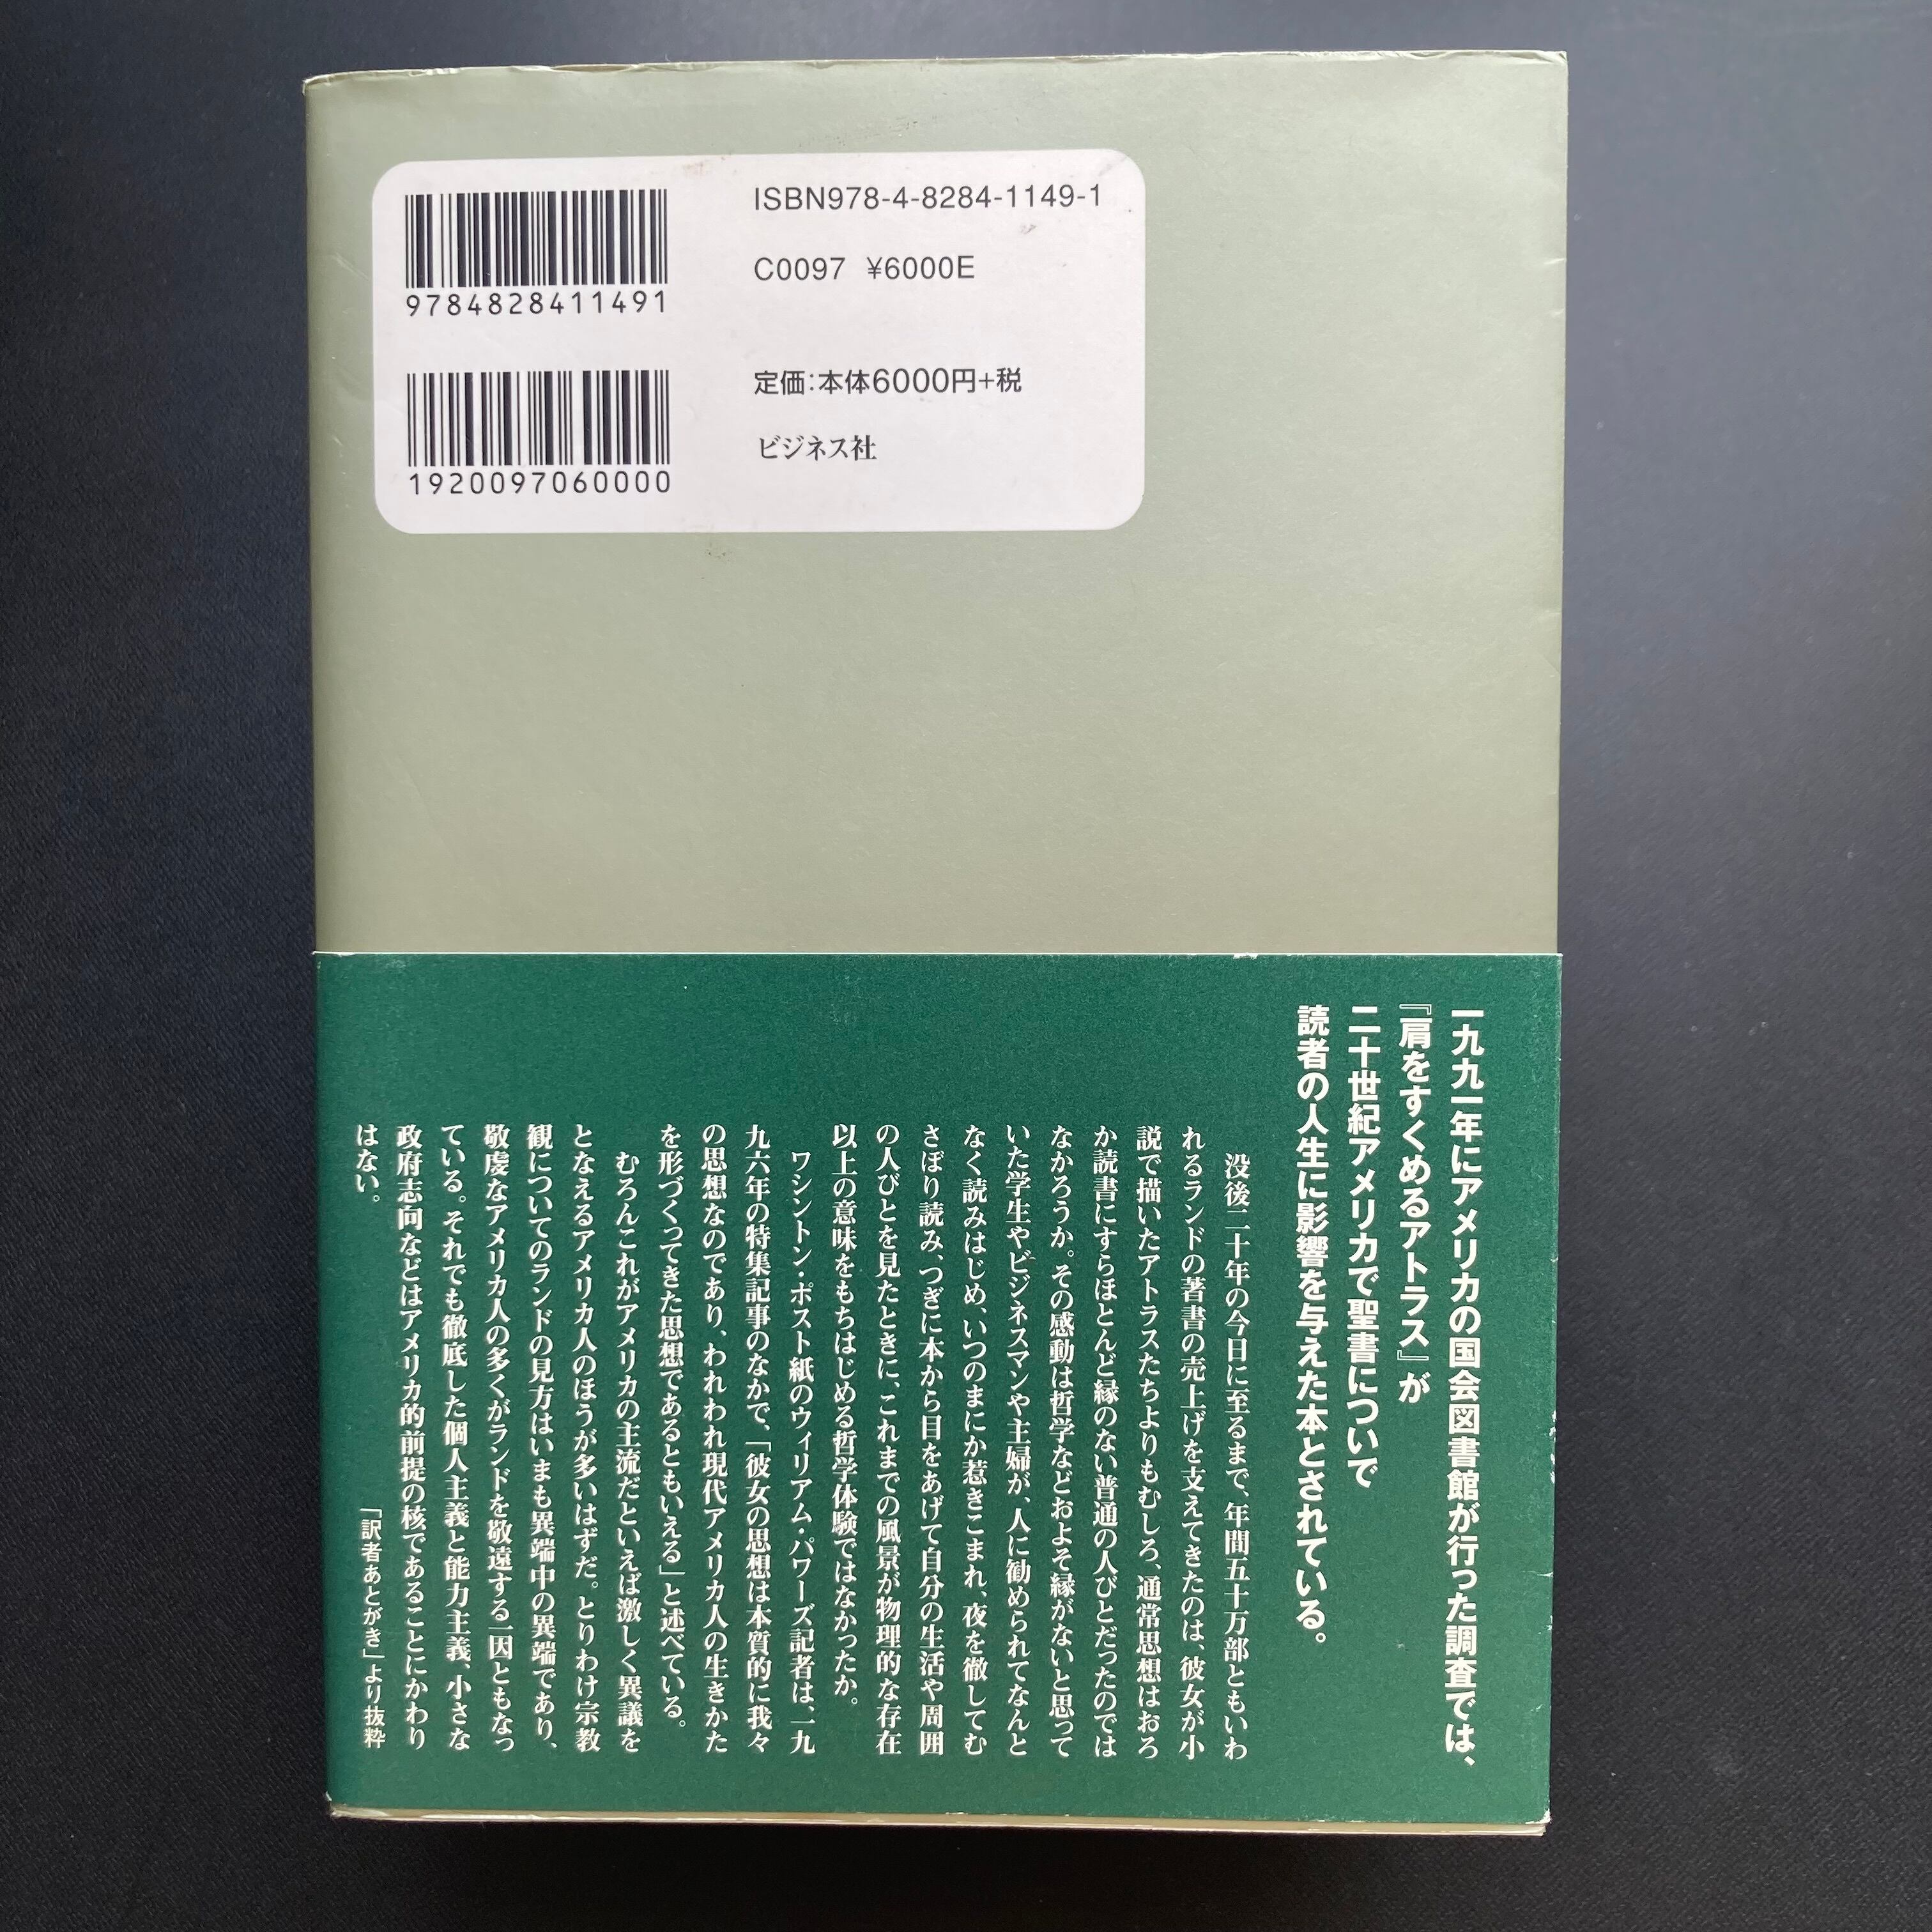 ISBN978-4-8284-1149-1
C0097 ¥6000E
9784828411491
定価:本体6000円+税
ビジネス社
1920097060000
一九九一年にアメリカの国会図書館が行った調査では、
『肩をすくめるアトラス』が
二十世紀アメリカで聖書についで
読者の人生に影響を与えた本とされている。
没後二十年の今日に至るまで、年間五十万部ともいわ
れるランドの著書の売上げを支えてきたのは、彼女が小
説で描いたアトラスたちよりもむしろ、通常思想はおろ
か読書にすらほとんど縁のない普通の人びとだったのでは
なかろうか。その感動は哲学などおよそ縁がないと思って
いた学生やビジネスマンや主婦が、人に勧められてなんと
なく読みはじめ、いつのまにか惹きこまれ、夜を徹してむ
さぼり読み、つぎに本から目をあげて自分の生活や周囲
の人びとを見たときに、これまでの風景が物理的な存在
以上の意味をもちはじめる哲学体験ではなかったか。
ワシントン・ポスト紙のウィリアム・パワーズ記者は、一九
九六年の特集記事のなかで、「彼女の思想は本質的に我々
の思想なのであり、われわれ現代アメリカ人の生きかた
を形づくってきた思想であるともいえる」と述べている。
むろんこれがアメリカの主流だといえば激しく異議を
となえるアメリカ人のほうが多いはずだ。とりわけ宗教
観についてのランドの見方はいまも異端中の異端であり、
敬虔なアメリカ人の多くがランドを敬遠する一因ともなっ
ている。それでも徹底した個人主義と能力主義、小さな
政府志向などはアメリカ的前提の核であることにかわり
はない。
「訳者あとがき」より抜粋